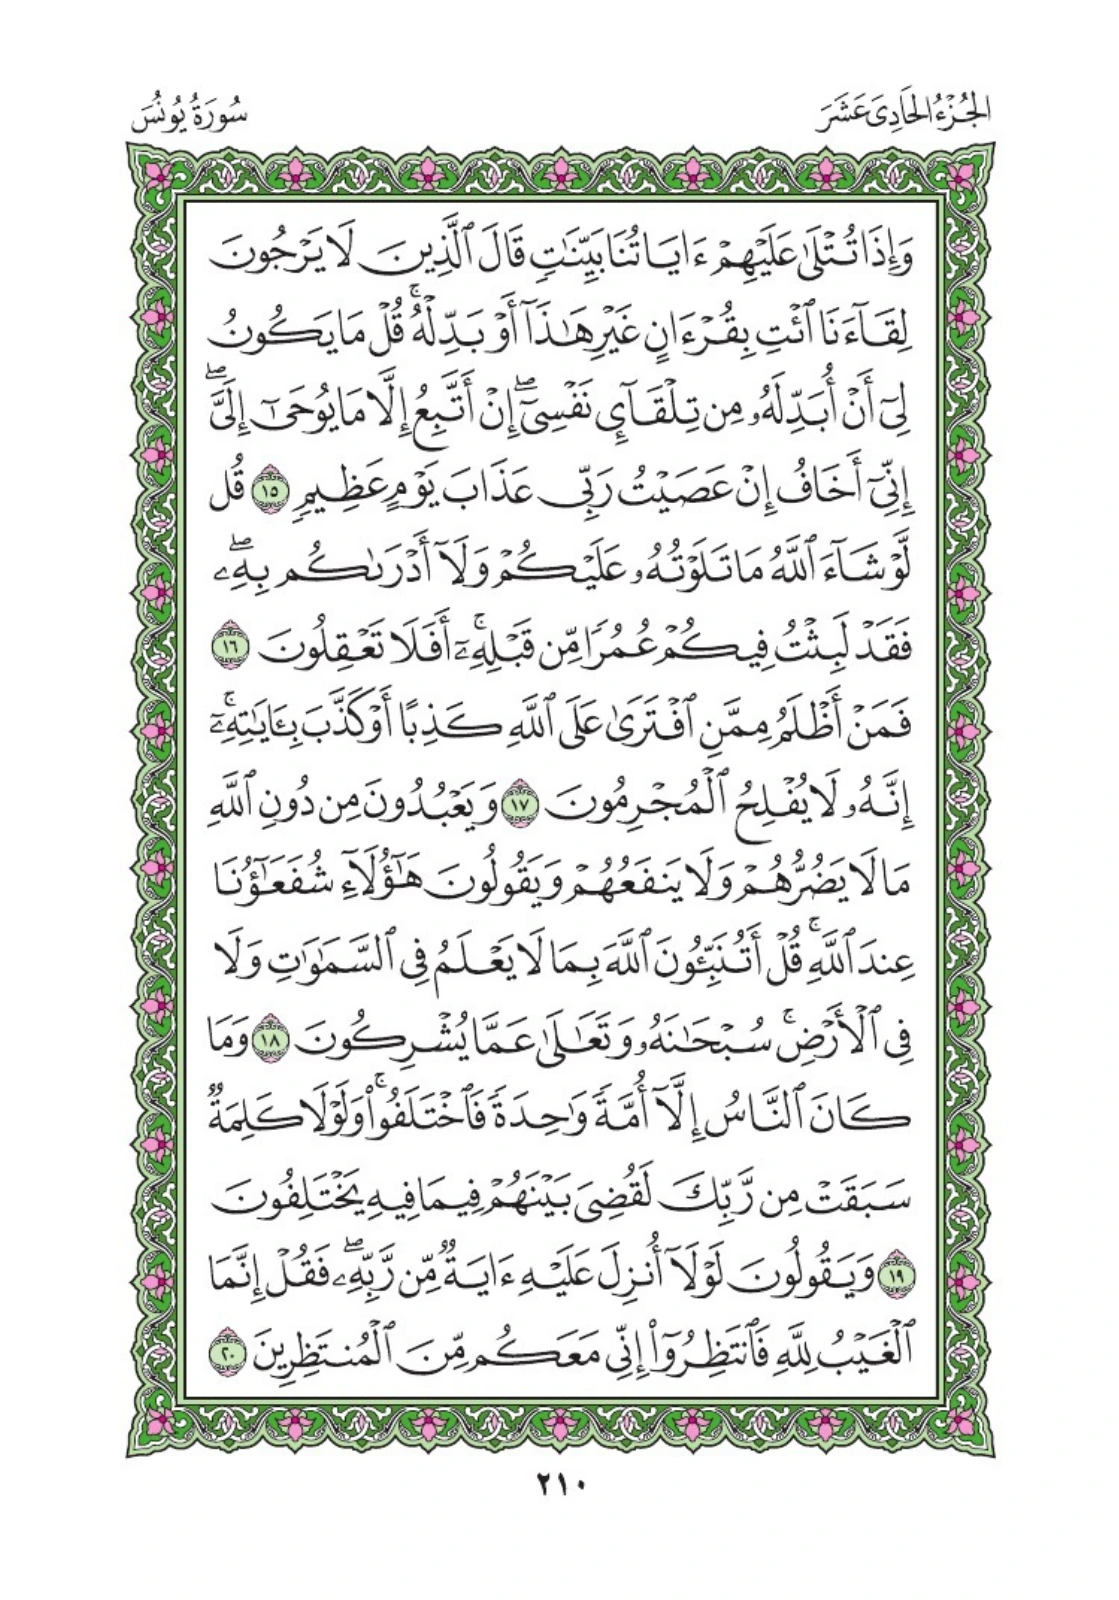 الجُزْءُ الحَادِىَ عَشَرَ
سُورَةُ يُونُسَ
وَإِذَا تُتْلَىٰ عَلَيْهِمْ ءَايَاتُنَا بَيِّنَٰتٍ قَالَ ٱلَّذِينَ لَا يَرْجُونَ
لِقَآءَنَا ٱئْتِ بِقُرْءَانٍ غَيْرِ هَٰذَآ أَوْ بَدِّلْهُ ۚ قُلْ مَا يَكُونُ
لِىٓ أَنْ أُبَدِّلَهُۥ مِن تِلْقَآئِ نَفْسِىٓ ۖ إِنْ أَتَّبِعُ إِلَّا مَا يُوحَىٰٓ إِلَىَّ ۖ
إِنِّىٓ أَخَافُ إِنْ عَصَيْتُ رَبِّى عَذَابَ يَوْمٍ عَظِيمٍ ١٥ قُل
لَّوْ شَآءَ ٱللَّهُ مَا تَلَوْتُهُۥ عَلَيْكُمْ وَلَآ أَدْرَىٰكُم بِهِۦ ۖ
فَقَدْ لَبِثْتُ فِيكُمْ عُمُرًا مِّن قَبْلِهِۦٓ ۚ أَفَلَا تَعْقِلُونَ ١٦
فَمَنْ أَظْلَمُ مِمَّنِ ٱفْتَرَىٰ عَلَى ٱللَّهِ كَذِبًا أَوْ كَذَّبَ بِـَٔايَٰتِهِۦٓ ۚ
إِنَّهُۥ لَا يُفْلِحُ ٱلْمُجْرِمُونَ ١٧ وَيَعْبُدُونَ مِن دُونِ ٱللَّهِ
مَا لَا يَضُرُّهُمْ وَلَا يَنفَعُهُمْ وَيَقُولُونَ هَٰٓؤُلَآءِ شُفَعَٰٓؤُنَا
عِندَ ٱللَّهِ ۚ قُلْ أَتُنَبِّـُٔونَ ٱللَّهَ بِمَا لَا يَعْلَمُ فِى ٱلسَّمَٰوَٰتِ وَلَا
فِى ٱلْأَرْضِ ۚ سُبْحَٰنَهُۥ وَتَعَٰلَىٰ عَمَّا يُشْرِكُونَ ١٨ وَمَا
كَانَ ٱلنَّاسُ إِلَّآ أُمَّةً وَٰحِدَةً فَٱخْتَلَفُوا۟ ۚ وَلَوْلَا كَلِمَةٌ
سَبَقَتْ مِن رَّبِّكَ لَقُضِىَ بَيْنَهُمْ فِيمَا فِيهِ يَخْتَلِفُونَ
١٩ وَيَقُولُونَ لَوْلَآ أُنزِلَ عَلَيْهِ ءَايَةٌ مِّن رَّبِّهِۦ ۖ فَقُلْ إِنَّمَا
ٱلْغَيْبُ لِلَّهِ فَٱنتَظِرُوٓا۟ إِنِّى مَعَكُم مِّنَ ٱلْمُنتَظِرِينَ ٢٠
٢١٠